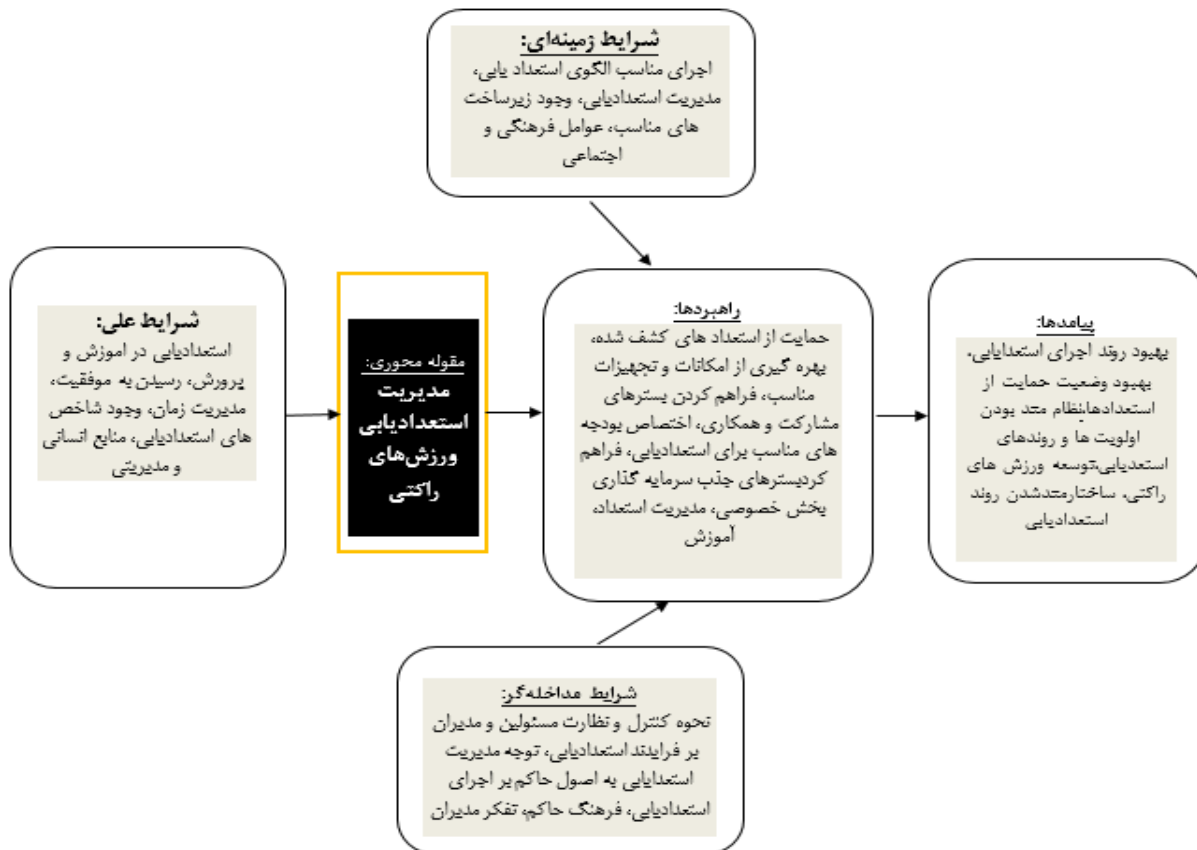 شرایط زمینه‌ای:
اجرای مناسب الگوی استعداد یابی،
مدیریت استعدادیابی، وجود زیرساخت
های مناسب، عوامل فرهنگی و
اجتماعی
شرایط علی:
استعدادیابی در اموزش و
پرورش، رسیدن به موفقیت،
مدیریت زمان، وجود شاخص
های استعدادیابی، منابع انسانی
و مدیریتی
مقوله محوری:
مدیریت
استعدادیابی
ورزش‌های
راکتی
راهبردها:
حمایت از استعداد های کشف شده،
بهره گیری از امکانات و تجهیزات
مناسب، فراهم کردن بسترهای
مشارکت و همکاری، اختصاص بودجه
های مناسب برای استعدادیابی، فراهم
کردبسترهای جذب سرمایه گذاری
بخش خصوصی، مدیریت استعداد،
آموزش
پیامدها:
بهبود روند اجرای استعدایابی،
بهبود وضعیت حمایت از
استعدادها،نظام مند بودن
اولویت ها و روندهای
استعدیابی،توسعه ورزش های
راکتی، ساختارمندشدن روند
استعدادیابی
شرایط مداخله‌گر:
نحوه کنترل و نظارت مسئولین و مدیران
بر فرایند استعدادیابی، توجه مدیریت
استعدایابی به اصول حاکم بر اجرای
استعدادیابی، فرهنگ حاکم، تفکر مدیران